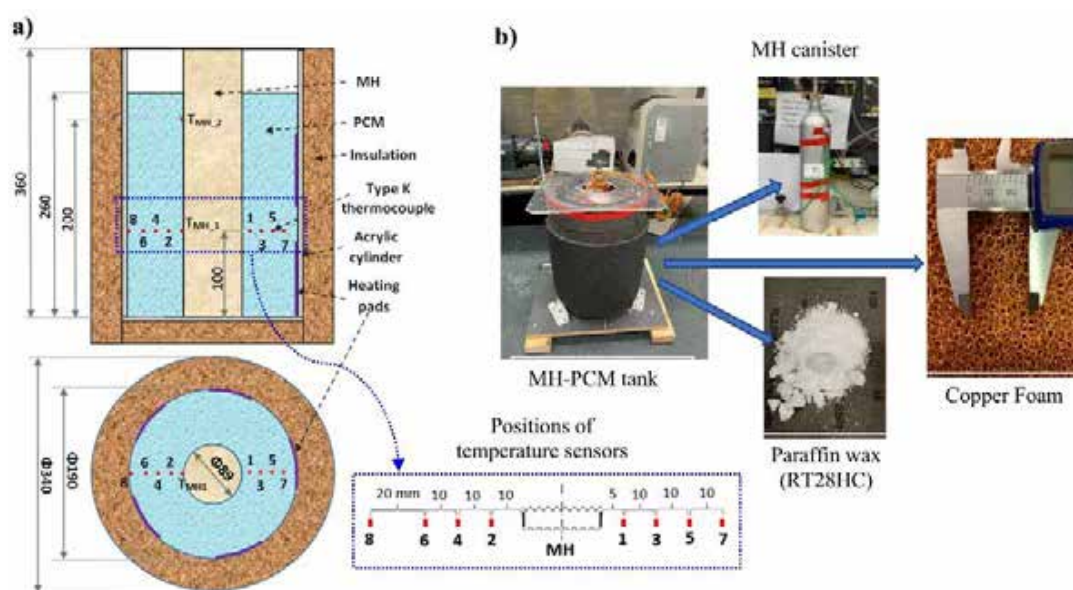 a)
MH
PCM
Insulation
Type K
thermocouple
Acrylic
cylinder
Heating
pads
T_MH_2
T_MH_1
8 4
6 2
1 5
3 7
360
260
200
100
6 2
8 4
T_MH1
1 5
3 7
Φ89
Φ340
Φ190
b)
MH canister
MH-PCM tank
Paraffin wax
(RT28HC)
Copper Foam
Positions of
temperature sensors
20 mm 10 10 10 5 10 10 10
8 6 4 2 MH 1 3 5 7